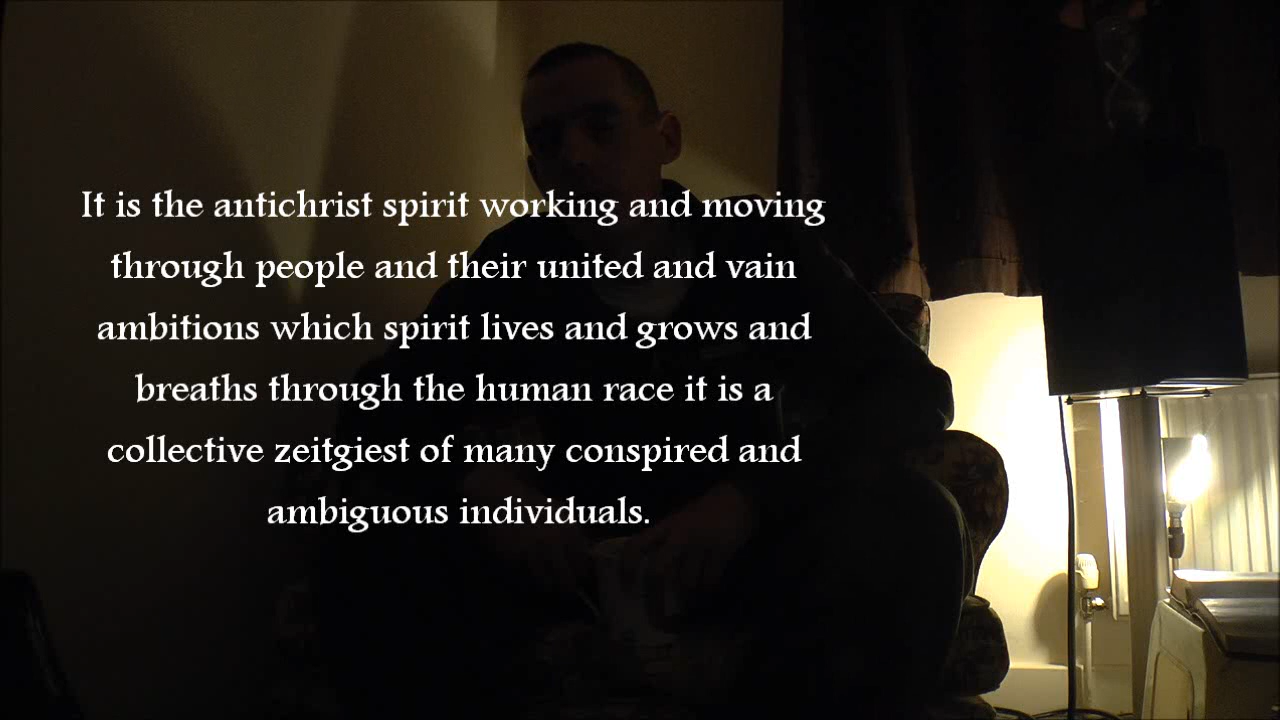 It is the antichrist spirit working and moving
through people and their united and vain
ambitions which spirit lives and grows and
breaths through the human race it is a
collective zeitgiest of many conspired and
ambiguous individuals.